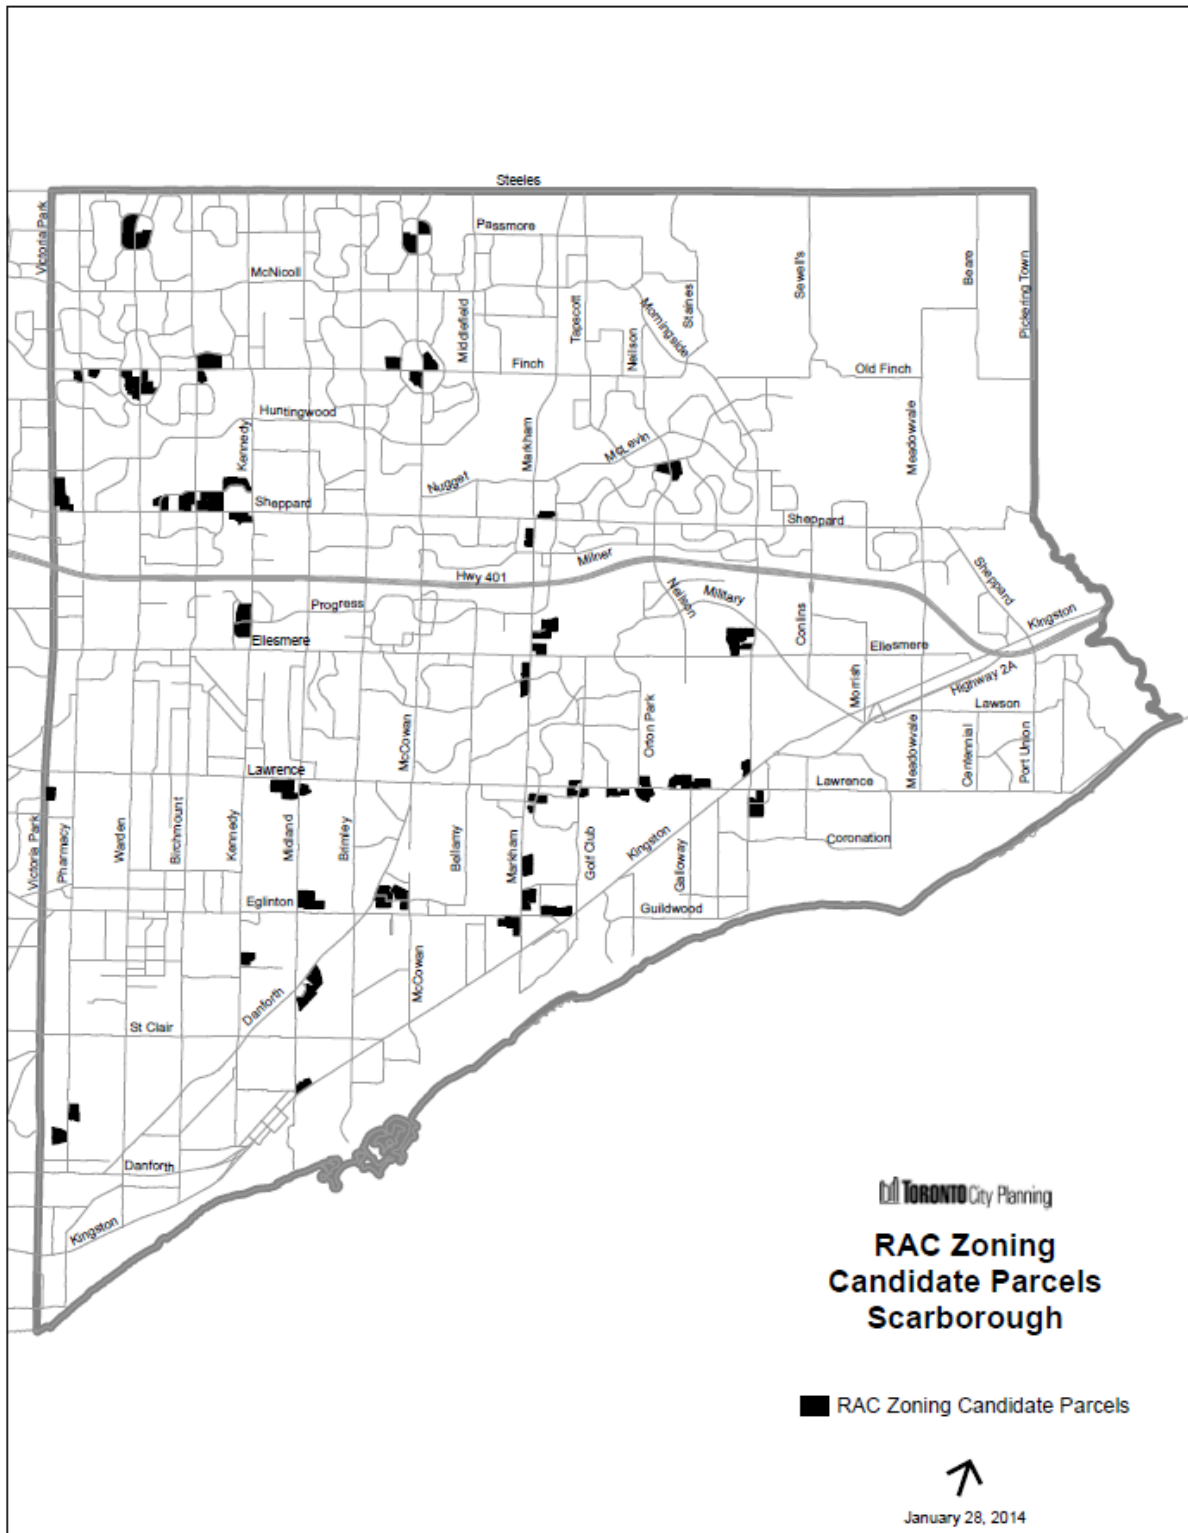 Steeles
Victoria Park
Passmore
McNicoll
Middlefield
Tapscott
Neilson
Morningside
Staines
Sewell's
Beare
Pickering Town
Finch
Old Finch
Huntingwood
Kennedy
Markham
McLevin
Meadowvale
Nugget
Sheppard
Sheppard
Hwy 401
Milner
Sheppard
Progress
Neilson
Military
Conlins
Kingston
Ellesmere
Ellesmere
Highway 2A
Morrish
Lawson
McCowan
Orton Park
Meadowvale
Centennial
Port Union
Lawrence
Lawrence
Victoria Park
Pharmacy
Warden
Birchmount
Kennedy
Midland
Brimley
Bellamy
Markham
Golf Club
Kingston
Galloway
Coronation
Eglinton
Guildwood
McCowan
Danforth
St Clair
Danforth
Kingston
TORONTO City Planning
RAC Zoning
Candidate Parcels
Scarborough
RAC Zoning Candidate Parcels
January 28, 2014